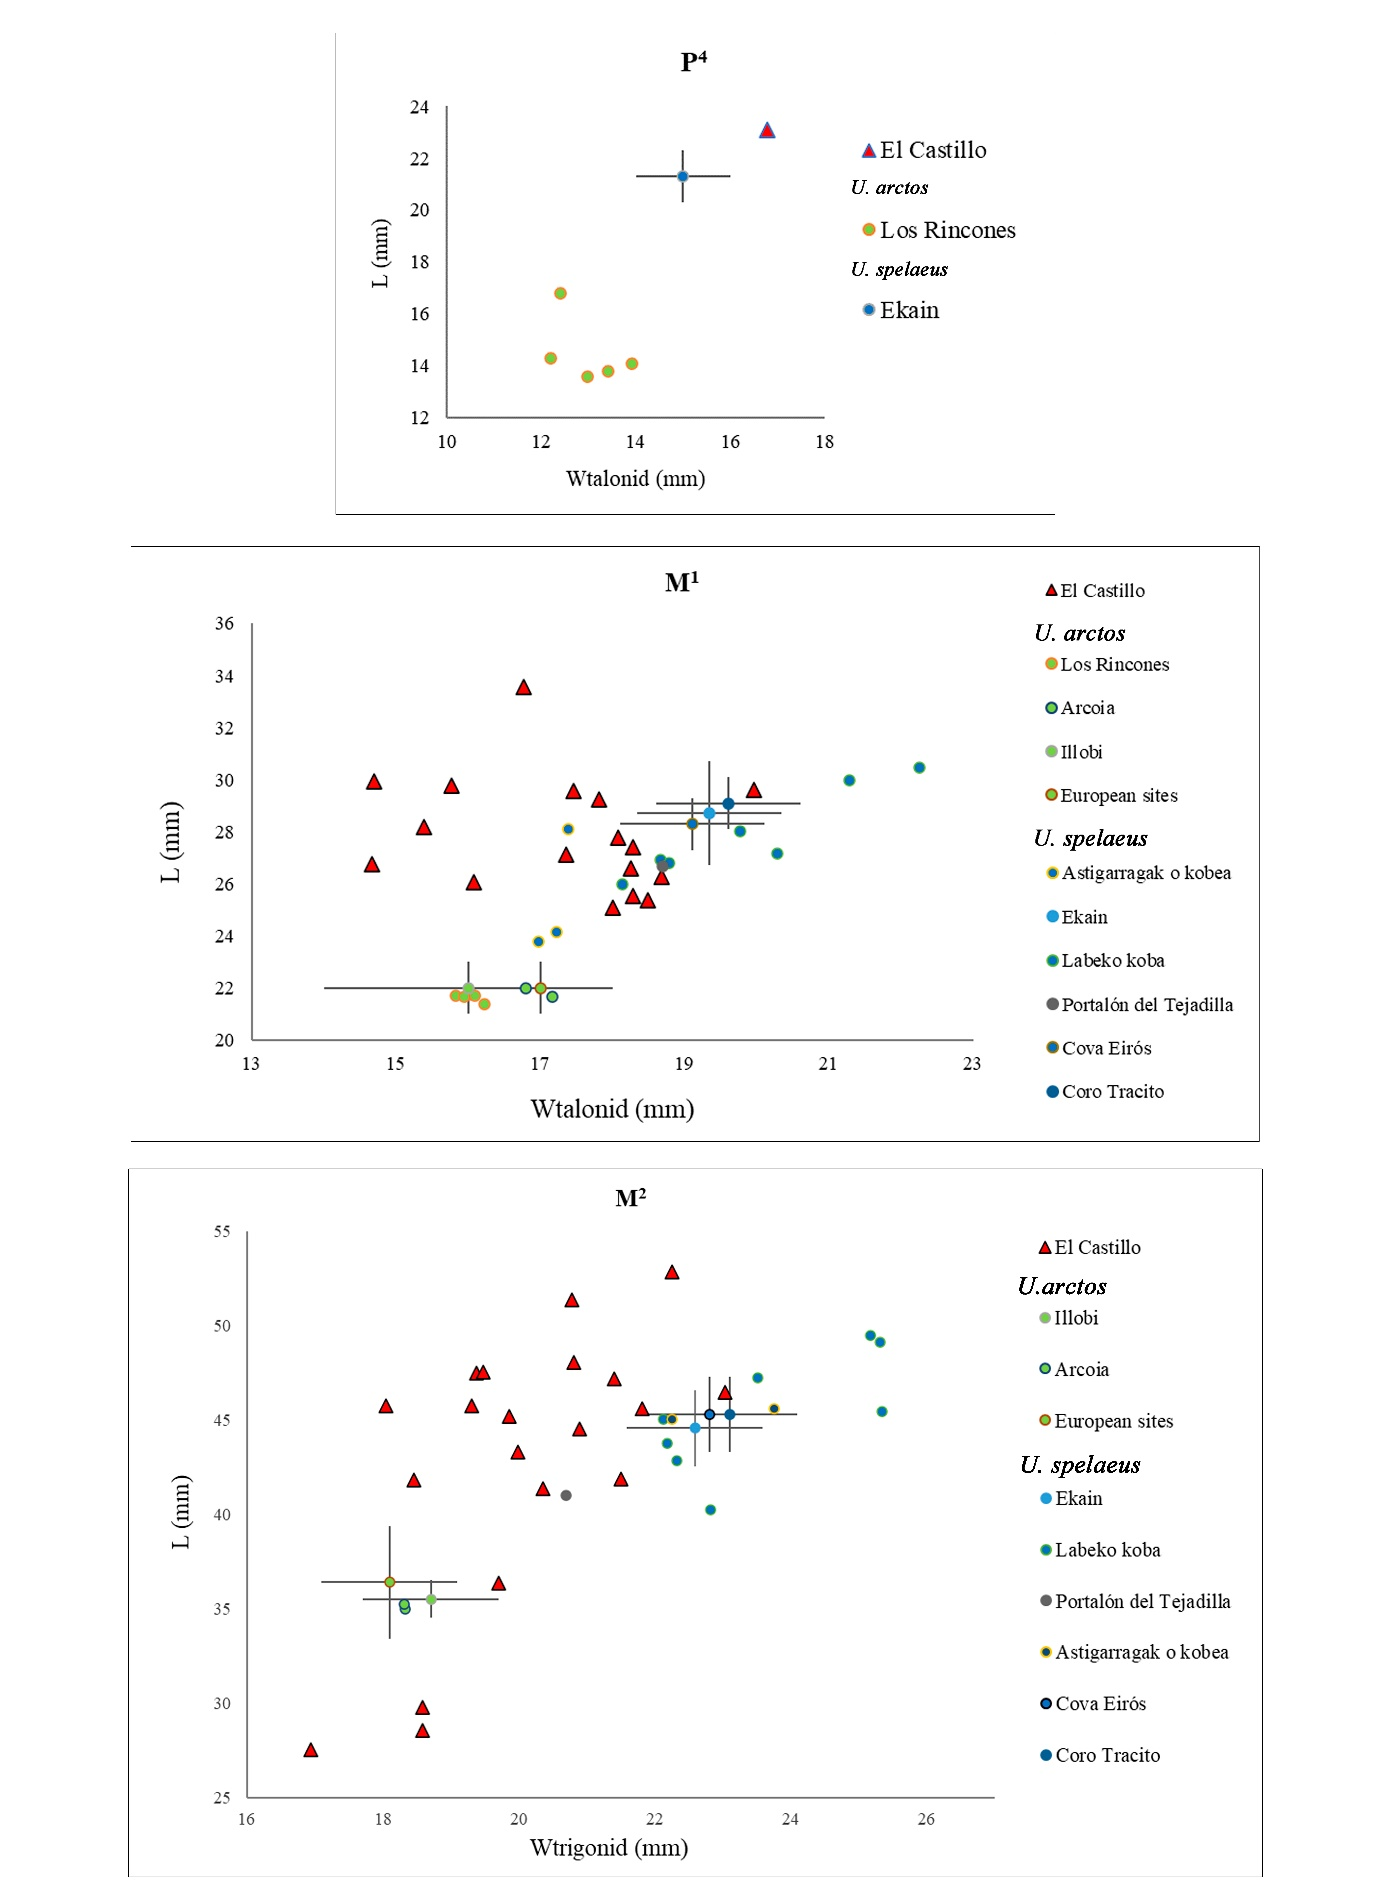 P⁴
24
22
20
18
16
14
12
L (mm)
10 12 14 16 18
Wtalonid (mm)
El Castillo
U. arctos
Los Rincones
U. spelaeus
Ekain
M¹
36
34
32
30
28
26
24
22
20
L (mm)
13 15 17 19 21 23
Wtalonid (mm)
El Castillo
U. arctos
Los Rincones
Arcoia
Illobi
European sites
U. spelaeus
Astigarragak o kobea
Ekain
Labeko koba
Portalón del Tejadilla
Cova Eirós
Coro Tracito
M²
55
50
45
40
35
30
25
L (mm)
16 18 20 22 24 26
Wtrigonid (mm)
El Castillo
U.arctos
Illobi
Arcoia
European sites
U. spelaeus
Ekain
Labeko koba
Portalón del Tejadilla
Astigarragak o kobea
Cova Eirós
Coro Tracito